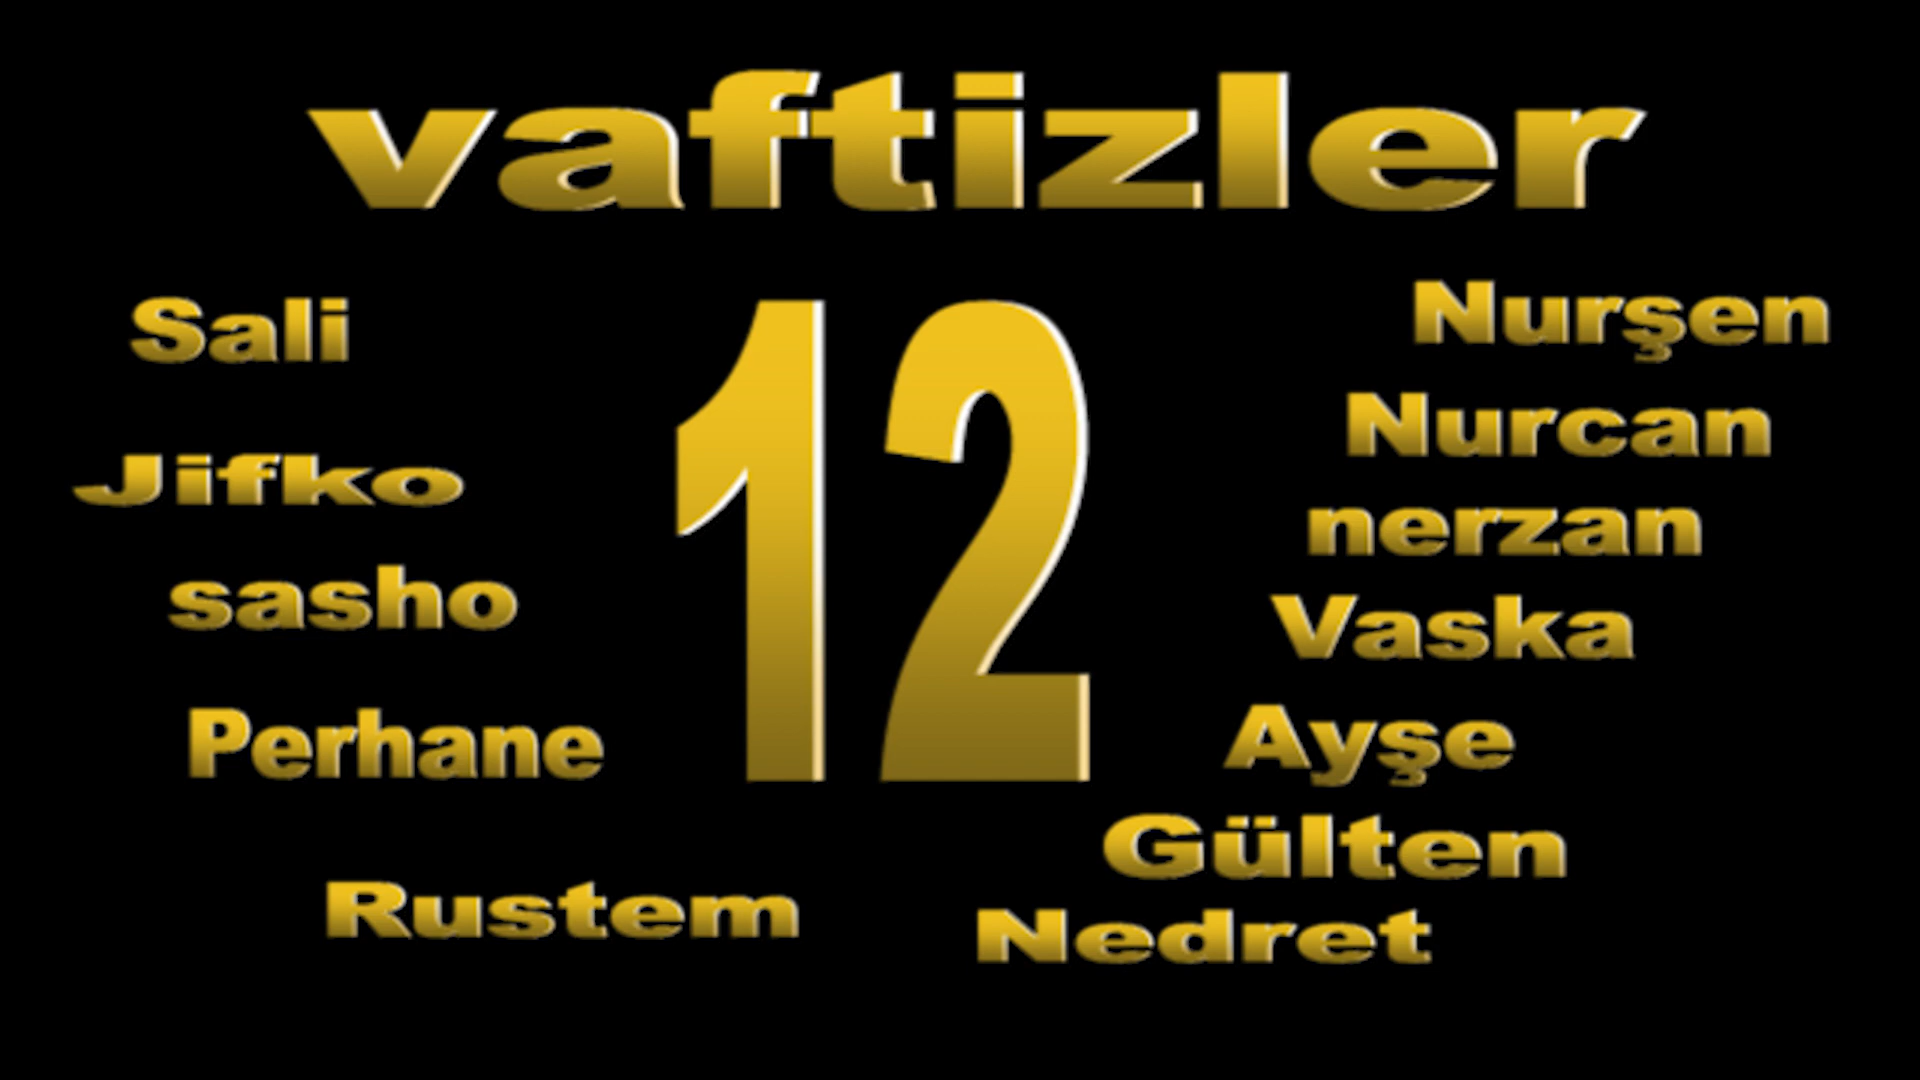 vaftizler
Sali
Jifko
sasho
Perhane
Rustem
12
Nurşen
Nurcan
nerzan
Vaska
Ayşe
Gülten
Nedret